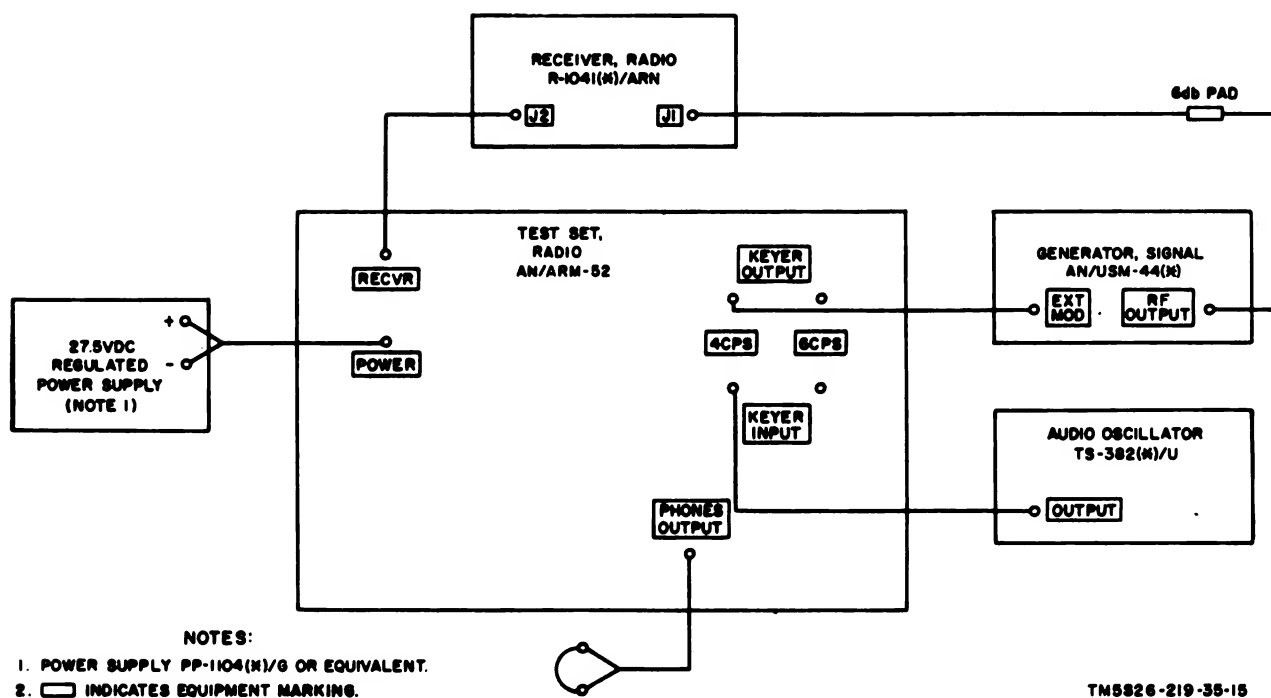 RECEIVER, RADIO
R-1041(*)/ARN
J2
J1
6db PAD
TEST SET,
RADIO
AN/ARM-52
RECVR
POWER
KEYER
OUTPUT
4CPS
6CPS
KEYER
INPUT
PHONES
OUTPUT
GENERATOR, SIGNAL
AN/USM-44(*)
EXT
MOD
RF
OUTPUT
27.5VDC
REGULATED
POWER SUPPLY
(NOTE 1)
+
-
AUDIO OSCILLATOR
TS-382(*)/U
OUTPUT
NOTES:
1. POWER SUPPLY PP-1104(*)/G OR EQUIVALENT.
2. INDICATES EQUIPMENT MARKING.
TM5826-219-35-15